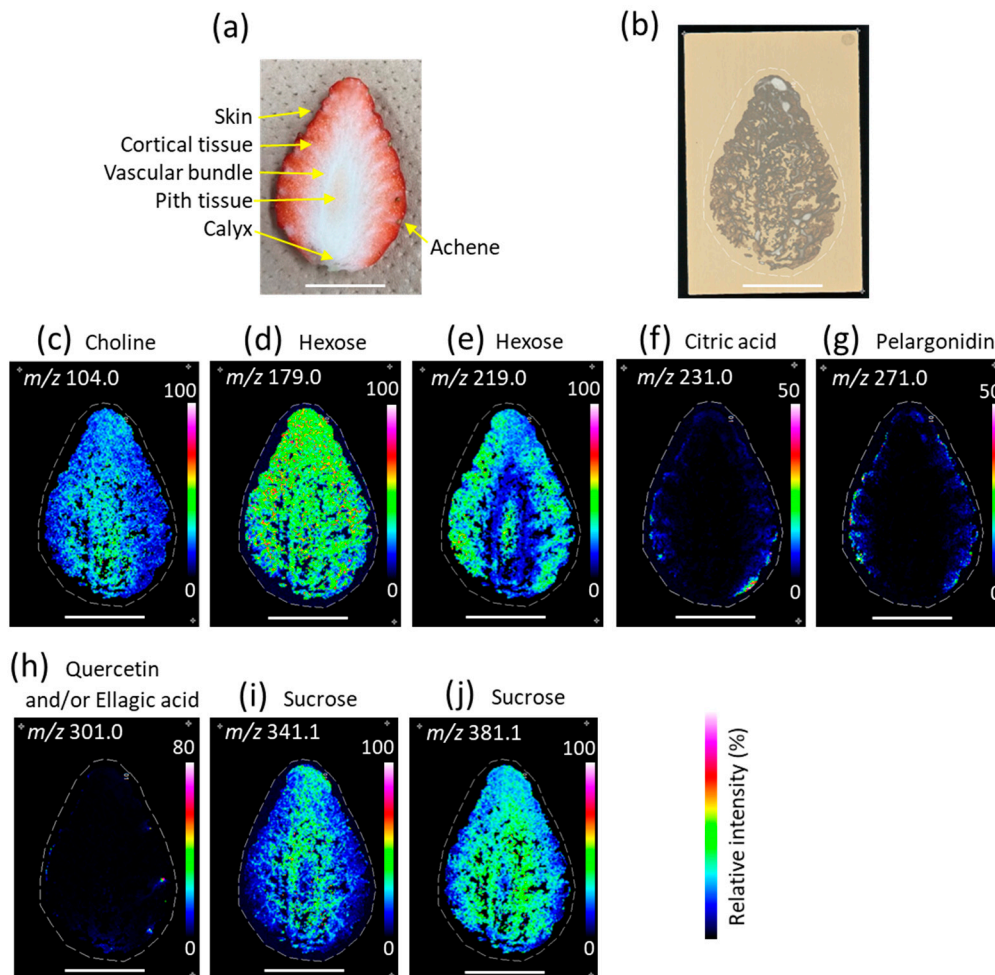 (a)
Skin
Cortical tissue
Vascular bundle
Pith tissue
Calyx
Achene
(b)
(c) Choline
m/z 104.0
100
0
(d) Hexose
m/z 179.0
100
0
(e) Hexose
m/z 219.0
100
0
(f) Citric acid
m/z 231.0
50
0
(g) Pelargonidin
m/z 271.0
50
0
(h) Quercetin
and/or Ellagic acid
m/z 301.0
80
0
(i) Sucrose
m/z 341.1
100
0
(j) Sucrose
m/z 381.1
100
0
Relative intensity (%)